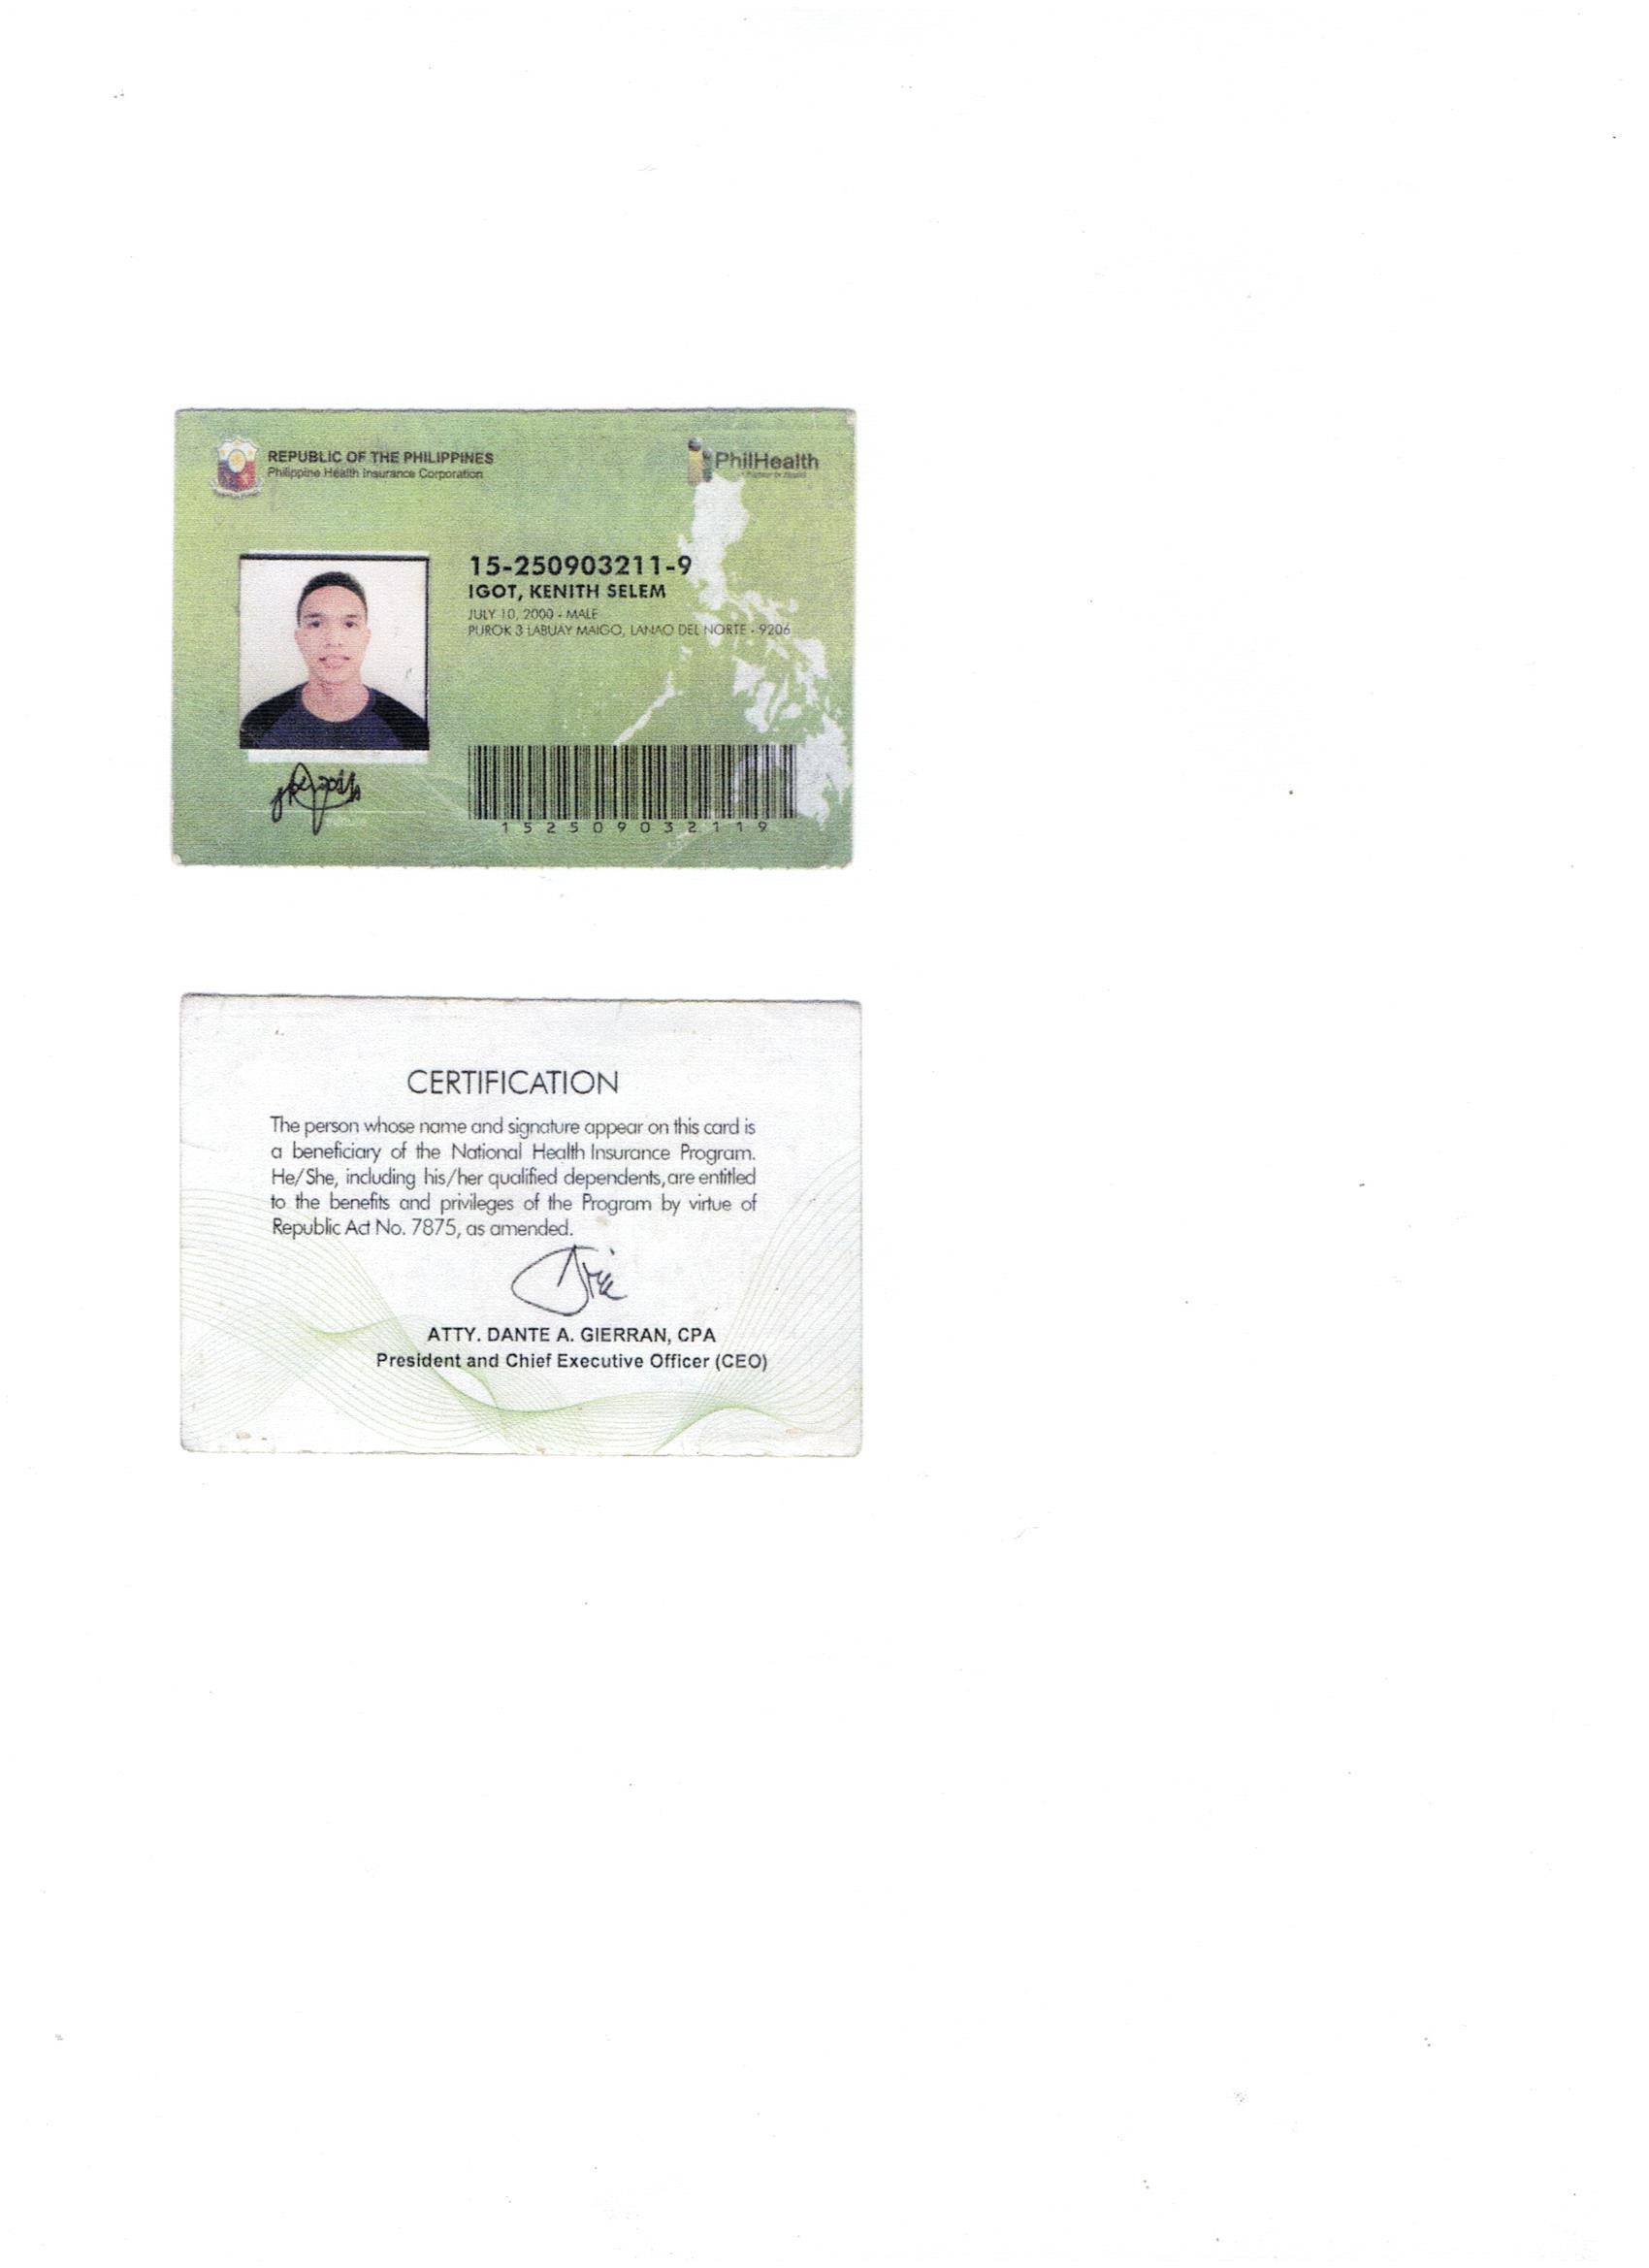 REPUBLIC OF THE PHILIPPINES
Philippine Health Insurance Corporation
PhilHealth
15-250903211-9
IGOT, KENITH SELEM
JULY 10, 2000 - MALE
PUROK 3 LABUAY MAIGO, LANAO DEL NORTE - 9206
152509032119
CERTIFICATION
The person whose name and signature appear on this card is
a beneficiary of the National Health Insurance Program.
He/She, including his/her qualified dependents,are entitled
to the benefits and privileges of the Program by virtue of
Republic Act No. 7875, as amended.
ATTY. DANTE A. GIERRAN, CPA
President and Chief Executive Officer (CEO)